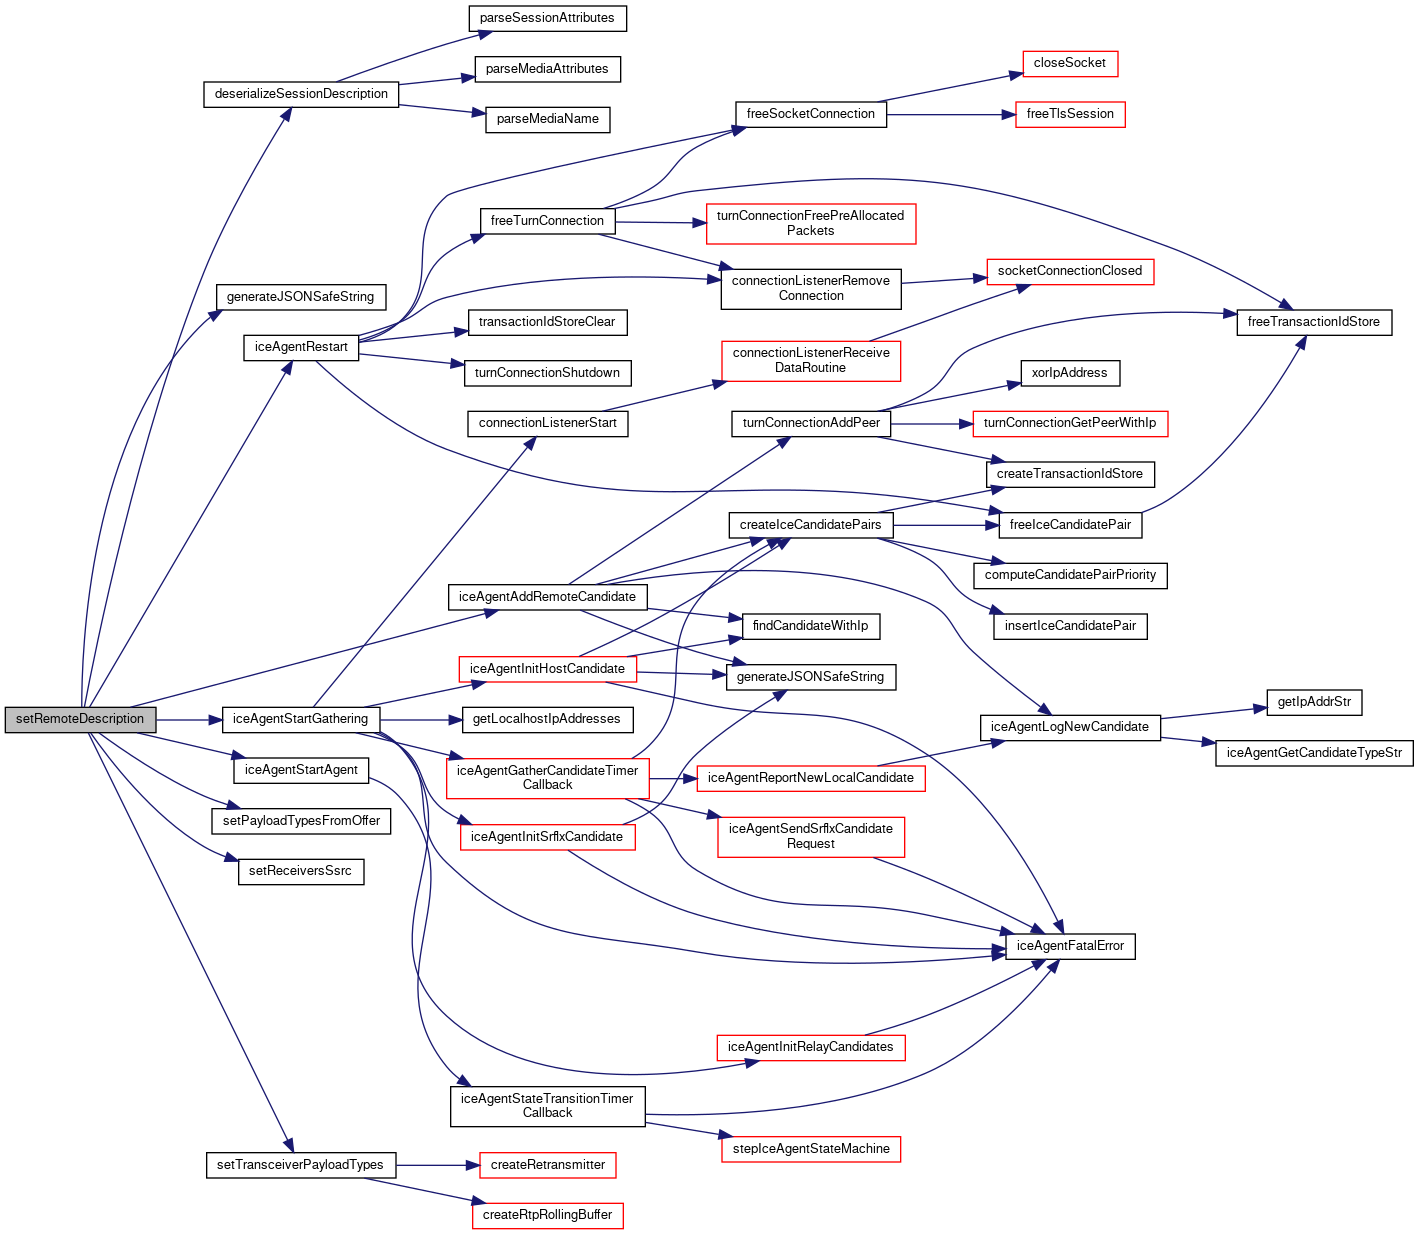 parseSessionAttributes
parseMediaAttributes
deserializeSessionDescription
parseMediaName
closeSocket
freeSocketConnection
freeTlsSession
freeTurnConnection
turnConnectionFreePreAllocated
Packets
socketConnectionClosed
connectionListenerRemove
Connection
generateJSONSafeString
transactionIdStoreClear
freeTransactionIdStore
iceAgentRestart
connectionListenerReceive
DataRoutine
turnConnectionShutdown
xorIpAddress
connectionListenerStart
turnConnectionAddPeer
turnConnectionGetPeerWithIp
createTransactionIdStore
createIceCandidatePairs
freeIceCandidatePair
computeCandidatePairPriority
iceAgentAddRemoteCandidate
findCandidateWithIp
insertIceCandidatePair
iceAgentInitHostCandidate
generateJSONSafeString
getIpAddrStr
setRemoteDescription
iceAgentStartGathering
getLocalhostIpAddresses
iceAgentLogNewCandidate
iceAgentGetCandidateTypeStr
iceAgentStartAgent
iceAgentGatherCandidateTimer
Callback
iceAgentReportNewLocalCandidate
setPayloadTypesFromOffer
iceAgentInitSrflxCandidate
iceAgentSendSrflxCandidate
Request
setReceiversSsrc
iceAgentFatalError
iceAgentInitRelayCandidates
iceAgentStateTransitionTimer
Callback
stepIceAgentStateMachine
setTransceiverPayloadTypes
createRetransmitter
createRtpRollingBuffer